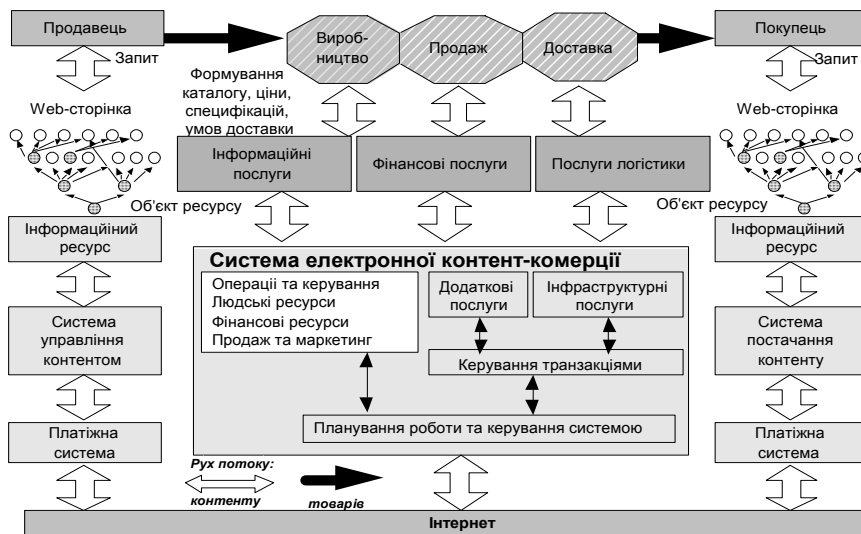 Продавець
Запит
Web-сторінка
Об'єкт ресурсу
Інформаційний
ресурс
Система
управління
контентом
Платіжна
система
Вироб-
ництво
Продаж
Доставка
Формування
каталогу, ціни,
специфікацій,
умов доставки
Інформаційні
послуги
Фінансові послуги
Послуги логістики
Система електронної контент-комерції
Операції та керування
Людські ресурси
Фінансові ресурси
Продаж та маркетинг
Додаткові
послуги
Інфраструктурні
послуги
Керування транзакціями
Планування роботи та керування системою
Рух потоку:
контенту
товарів
Покупець
Запит
Web-сторінка
Об'єкт ресурсу
Інформаційний
ресурс
Система
постачання
контенту
Платіжна
система
Інтернет